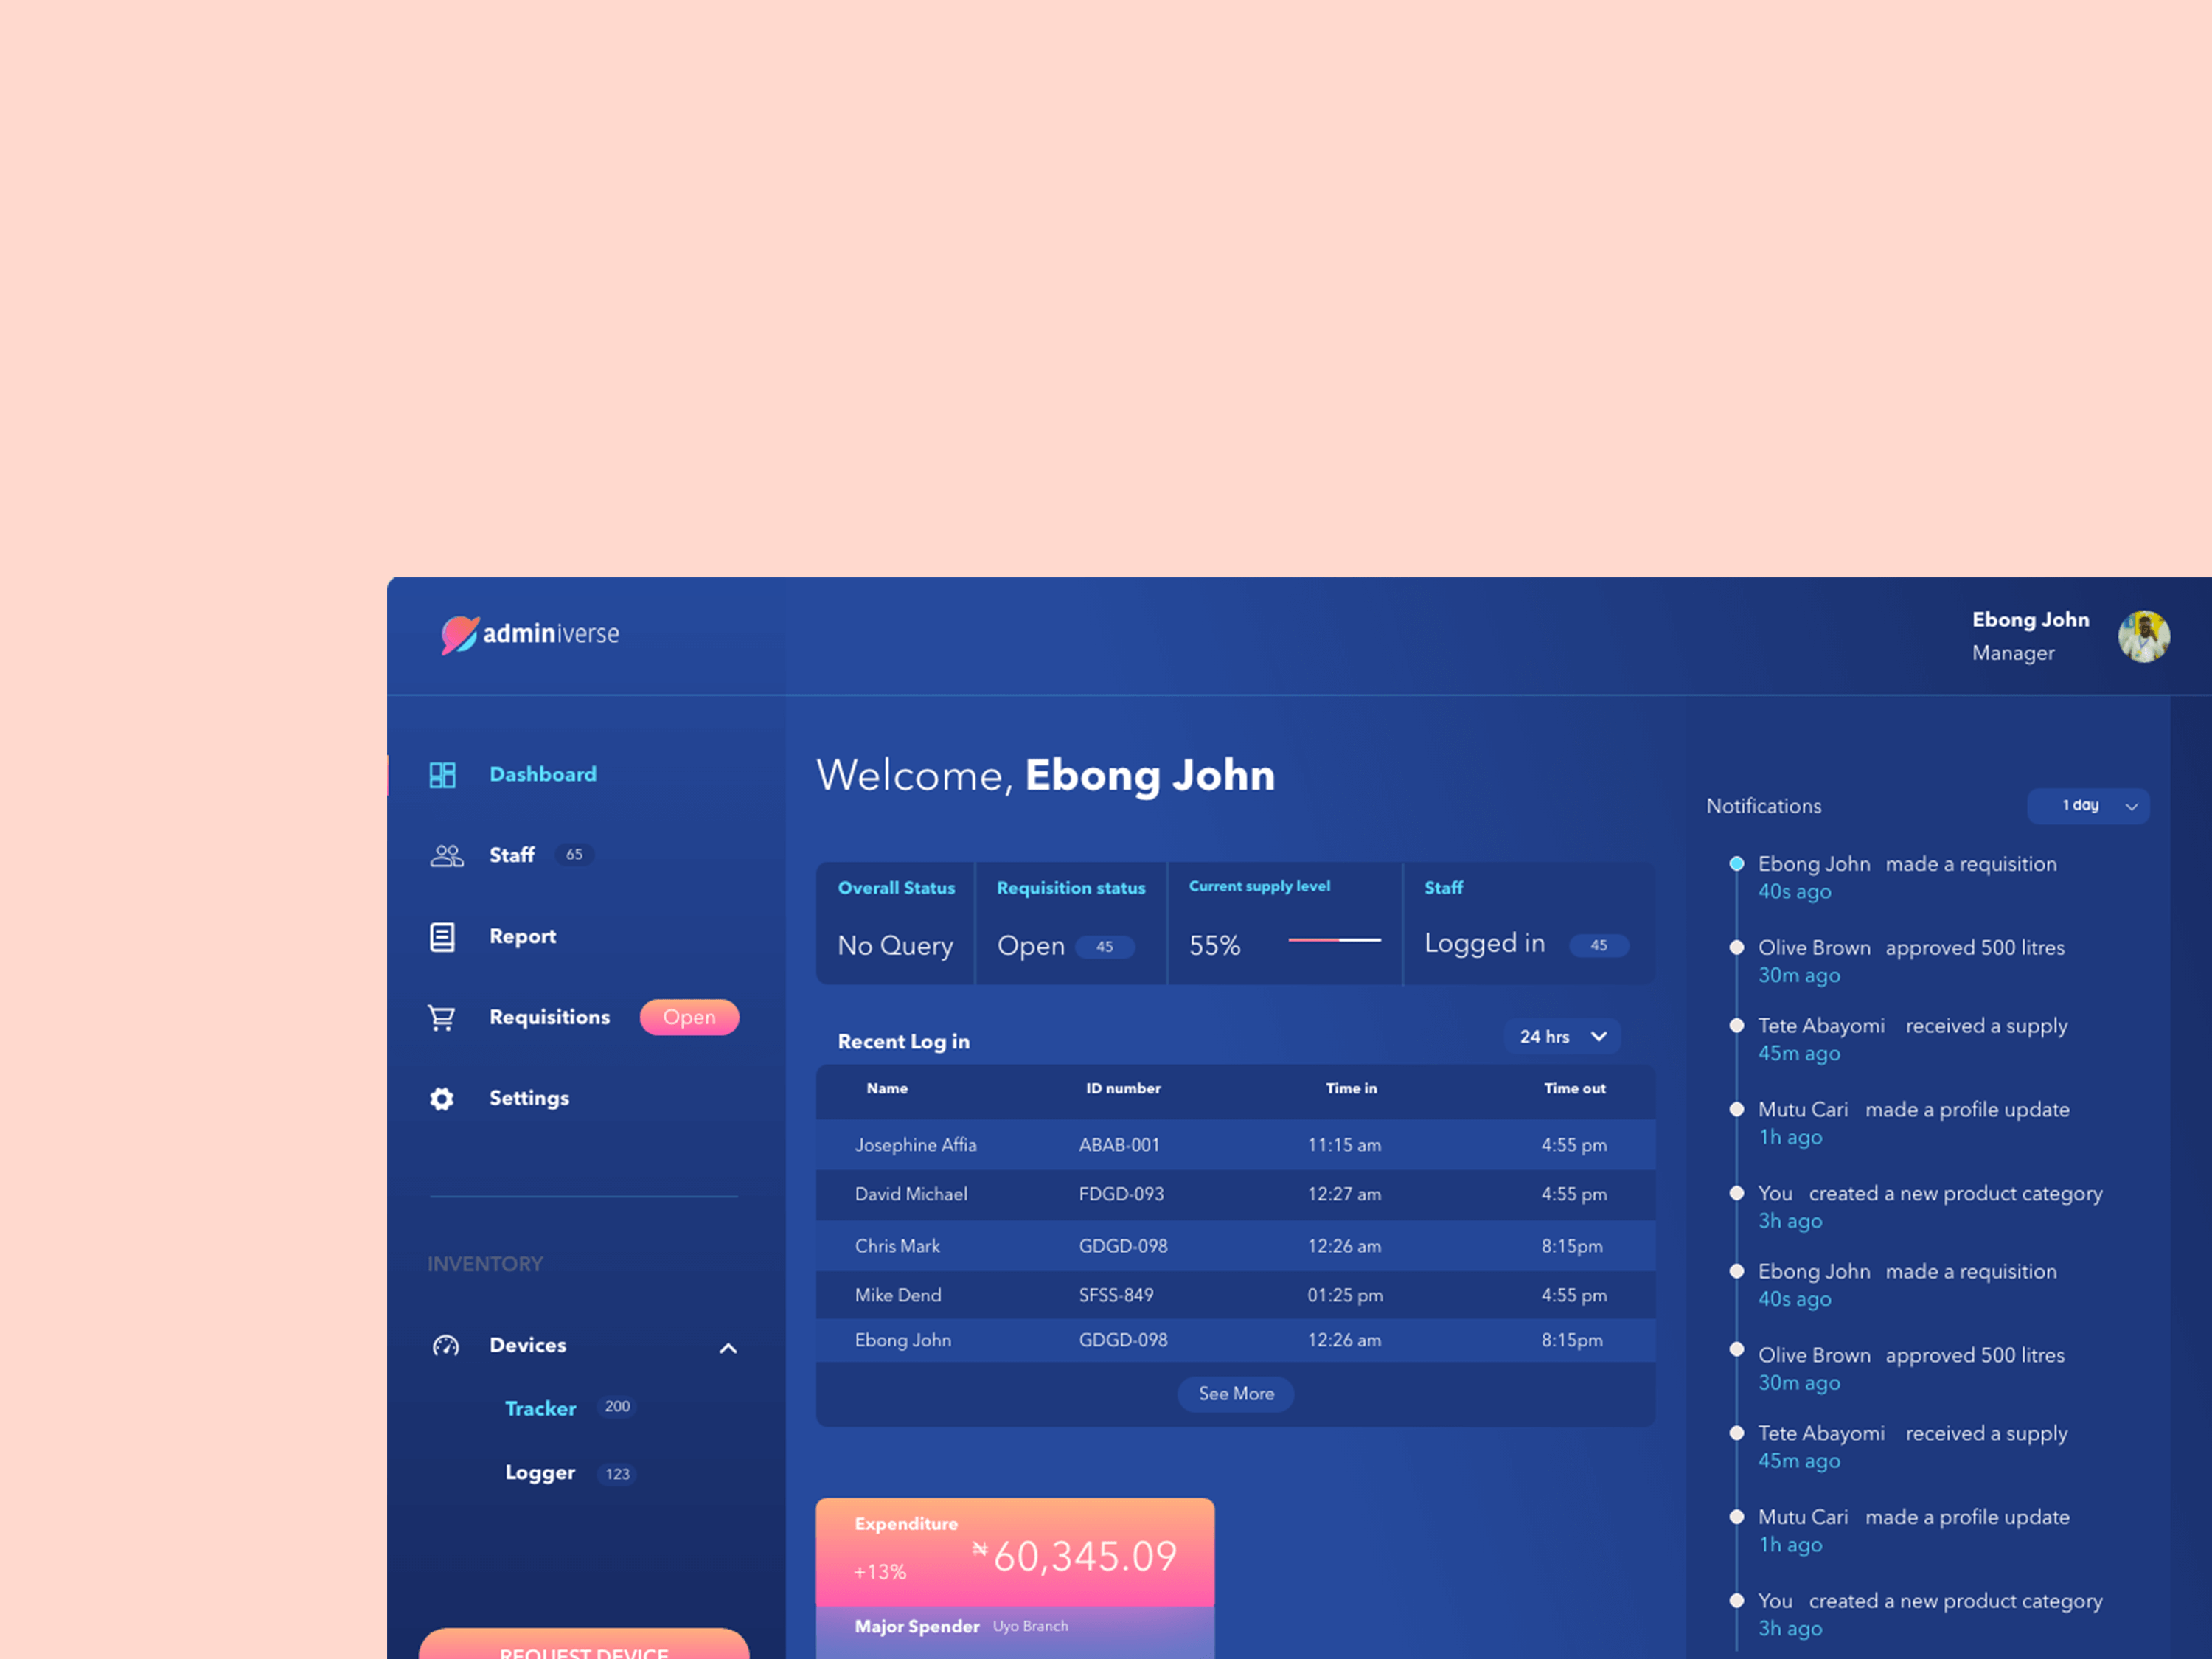 adminiverse
Ebong John
Manager
Dashboard
Staff 65
Report
Requisitions Open
Settings
INVENTORY
Devices
Tracker 200
Logger 123
REQUEST DEVICE
Welcome, Ebong John
Overall Status Requisition status Current supply level Staff
No Query Open 45 55% Logged in 45
Recent Log in 24 hrs
Name ID number Time in Time out
Josephine Affia ABAB-001 11:15 am 4:55 pm
David Michael FDGD-093 12:27 am 4:55 pm
Chris Mark GDGD-098 12:26 am 8:15pm
Mike Dend SFSS-849 01:25 pm 4:55 pm
Ebong John GDGD-098 12:26 am 8:15pm
See More
Expenditure
₦60,345.09
+13%
Major Spender Uyo Branch
Notifications 1 day
Ebong John made a requisition
40s ago
Olive Brown approved 500 litres
30m ago
Tete Abayomi received a supply
45m ago
Mutu Cari made a profile update
1h ago
You created a new product category
3h ago
Ebong John made a requisition
40s ago
Olive Brown approved 500 litres
30m ago
Tete Abayomi received a supply
45m ago
Mutu Cari made a profile update
1h ago
You created a new product category
3h ago